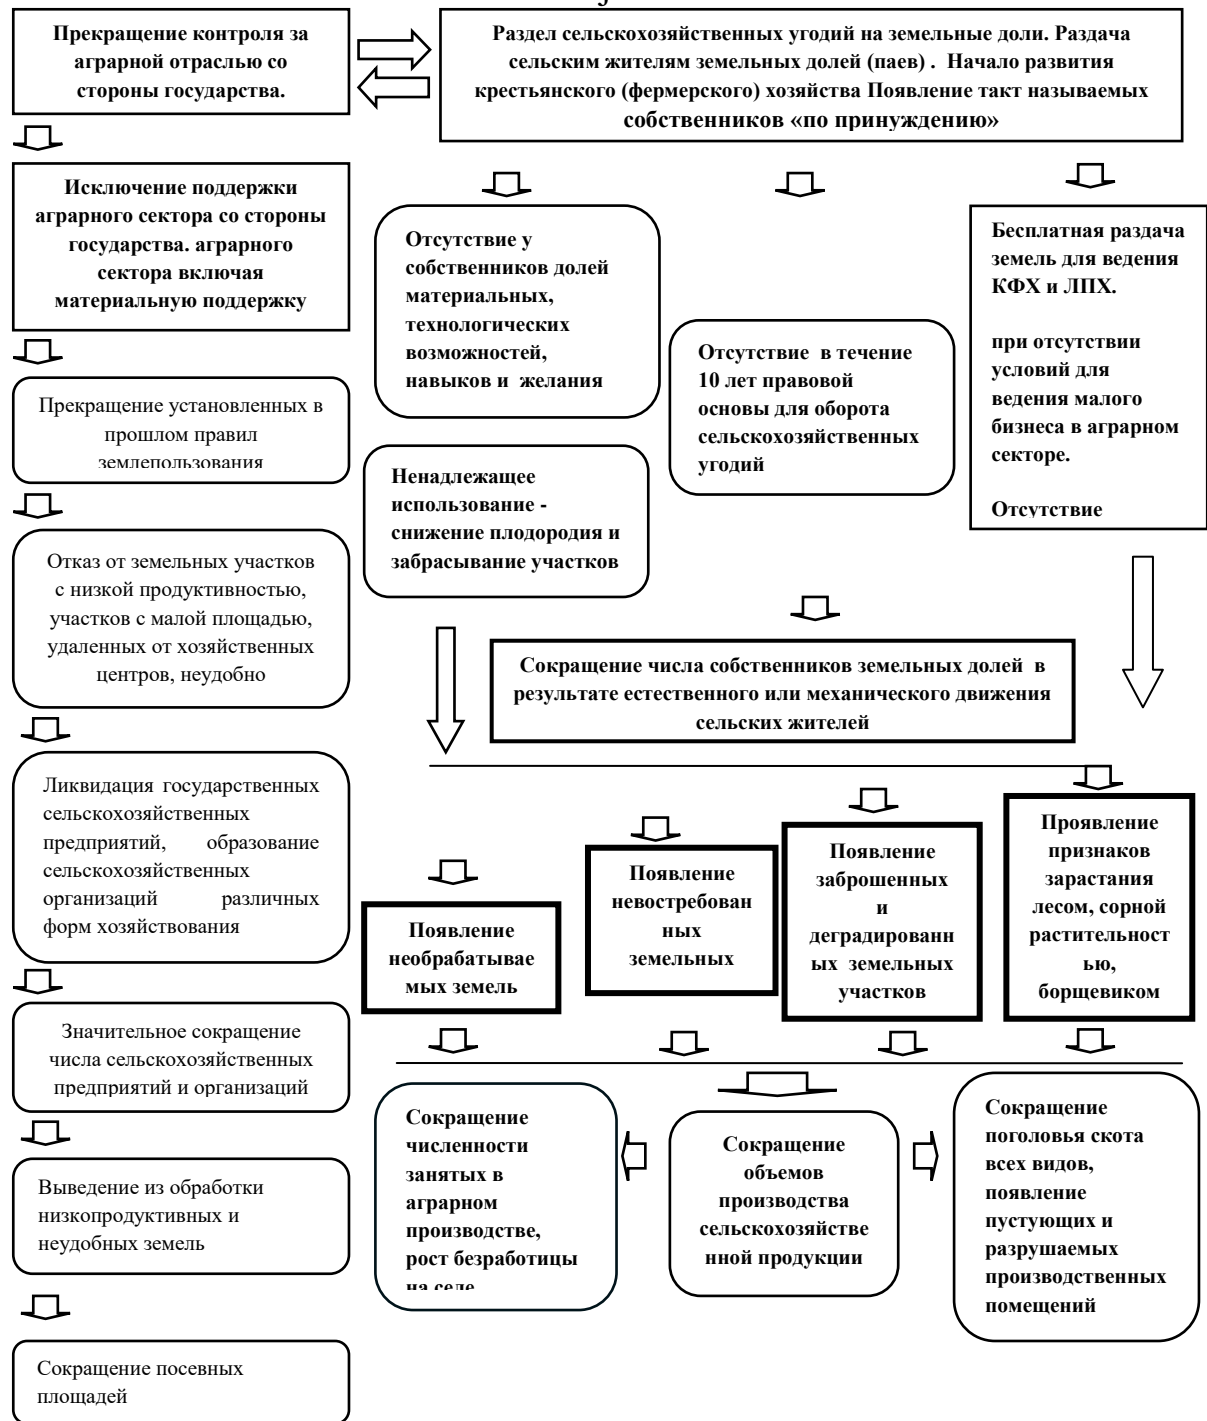 Прекращение контроля за
аграрной отраслью со
стороны государства.
Раздел сельскохозяйственных угодий на земельные доли. Раздача
сельским жителям земельных долей (паев) . Начало развития
крестьянского (фермерского) хозяйства Появление такт называемых
собственников «по принуждению»
Исключение поддержки
аграрного сектора со стороны
государства. аграрного
сектора включая
материальную поддержку
Отсутствие у
собственников долей
материальных,
технологических
возможностей,
навыков и желания
Отсутствие в течение
10 лет правовой
основы для оборота
сельскохозяйственных
угодий
Бесплатная раздача
земель для ведения
КФХ и ЛПХ.
при отсутствии
условий для
ведения малого
бизнеса в аграрном
секторе.
Отсутствие
Прекращение установленных в
прошлом правил
землепользования
Ненадлежащее
использование -
снижение плодородия и
забрасывание участков
Отказ от земельных участков
с низкой продуктивностью,
участков с малой площадью,
удаленных от хозяйственных
центров, неудобно
Сокращение числа собственников земельных долей в
результате естественного или механического движения
сельских жителей
Ликвидация государственных
сельскохозяйственных
предприятий, образование
сельскохозяйственных
организаций различных
форм хозяйствования
Появление
необрабатывае
мых земель
Появление
невостребован
ных
земельных
Появление
заброшенных
и
деградированн
ых земельных
участков
Проявление
признаков
зарастания
лесом, сорной
растительност
ью,
борщевиком
Значительное сокращение
числа сельскохозяйственных
предприятий и организаций
Сокращение
численности
занятых в
аграрном
производстве,
рост безработицы
на селе
Сокращение
объемов
производства
сельскохозяйстве
нной продукции
Сокращение
поголовья скота
всех видов,
появление
пустующих и
разрушаемых
производственных
помещений
Выведение из обработки
низкопродуктивных и
неудобных земель
Сокращение посевных
площадей